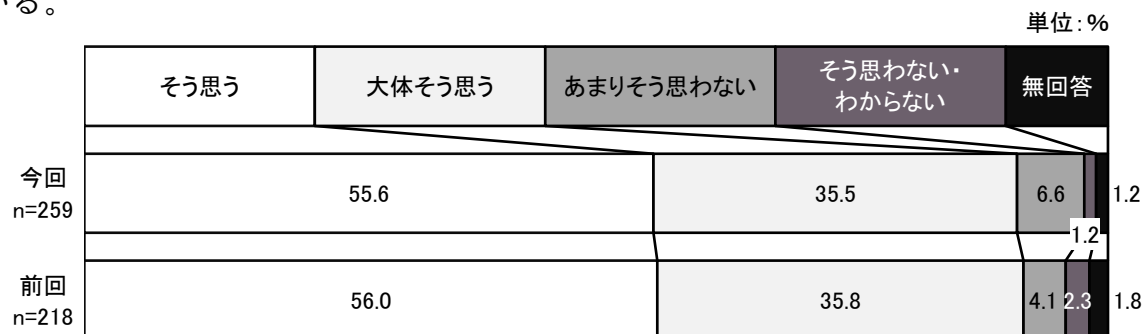 いる。
単位：%
そう思う 大体そう思う あまりそう思わない そう思わない・ 無回答
わからない
今回 55.6 35.5 6.6 1.2
n=259
1.2
前回 56.0 35.8 4.1 2.3 1.8
n=218